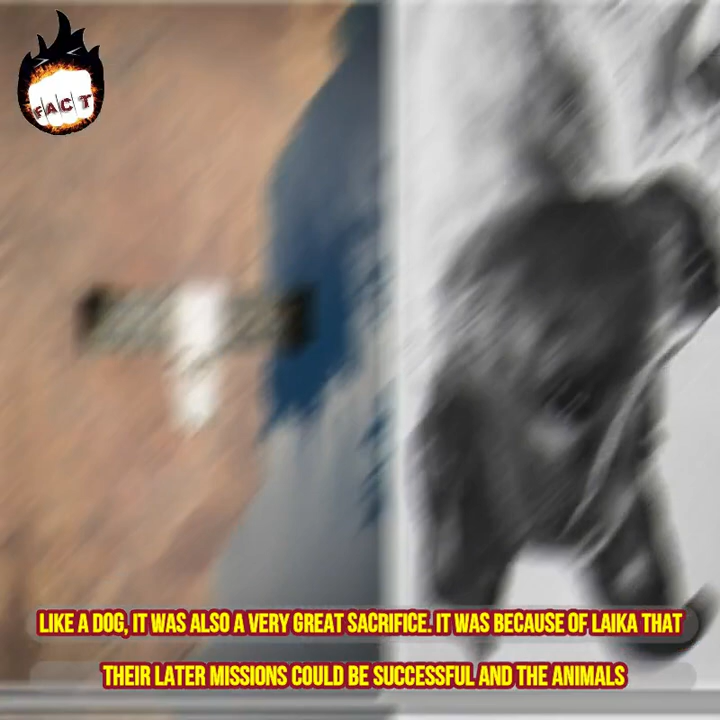 FACT
LIKE A DOG, IT WAS ALSO A VERY GREAT SACRIFICE. IT WAS BECAUSE OF LAIKA THAT
THEIR LATER MISSIONS COULD BE SUCCESSFUL AND THE ANIMALS